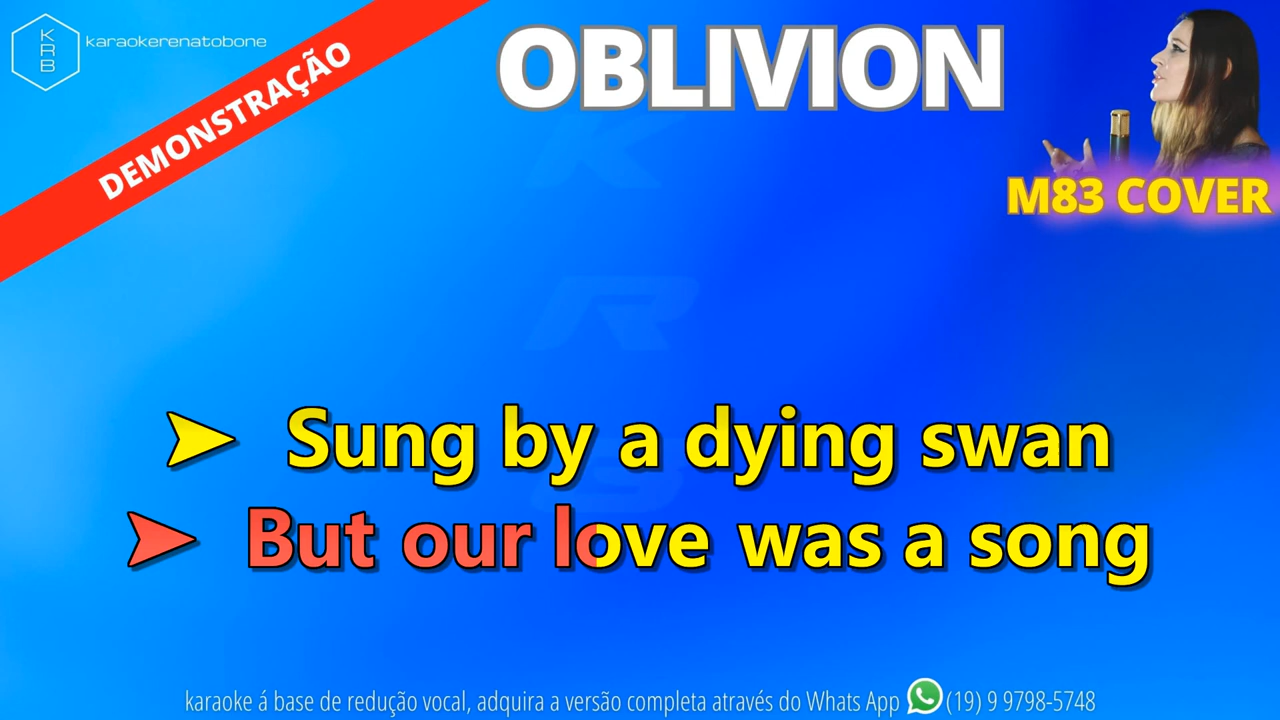 K
R
B
karaokerenatobone
DEMONSTRAÇÃO
OBLIVION
M83 COVER
K
R
➤ Sung by a dying swan
➤ But our love was a song
karaoke á base de redução vocal, adquira a versão completa através do Whats App (19) 9 9798-5748